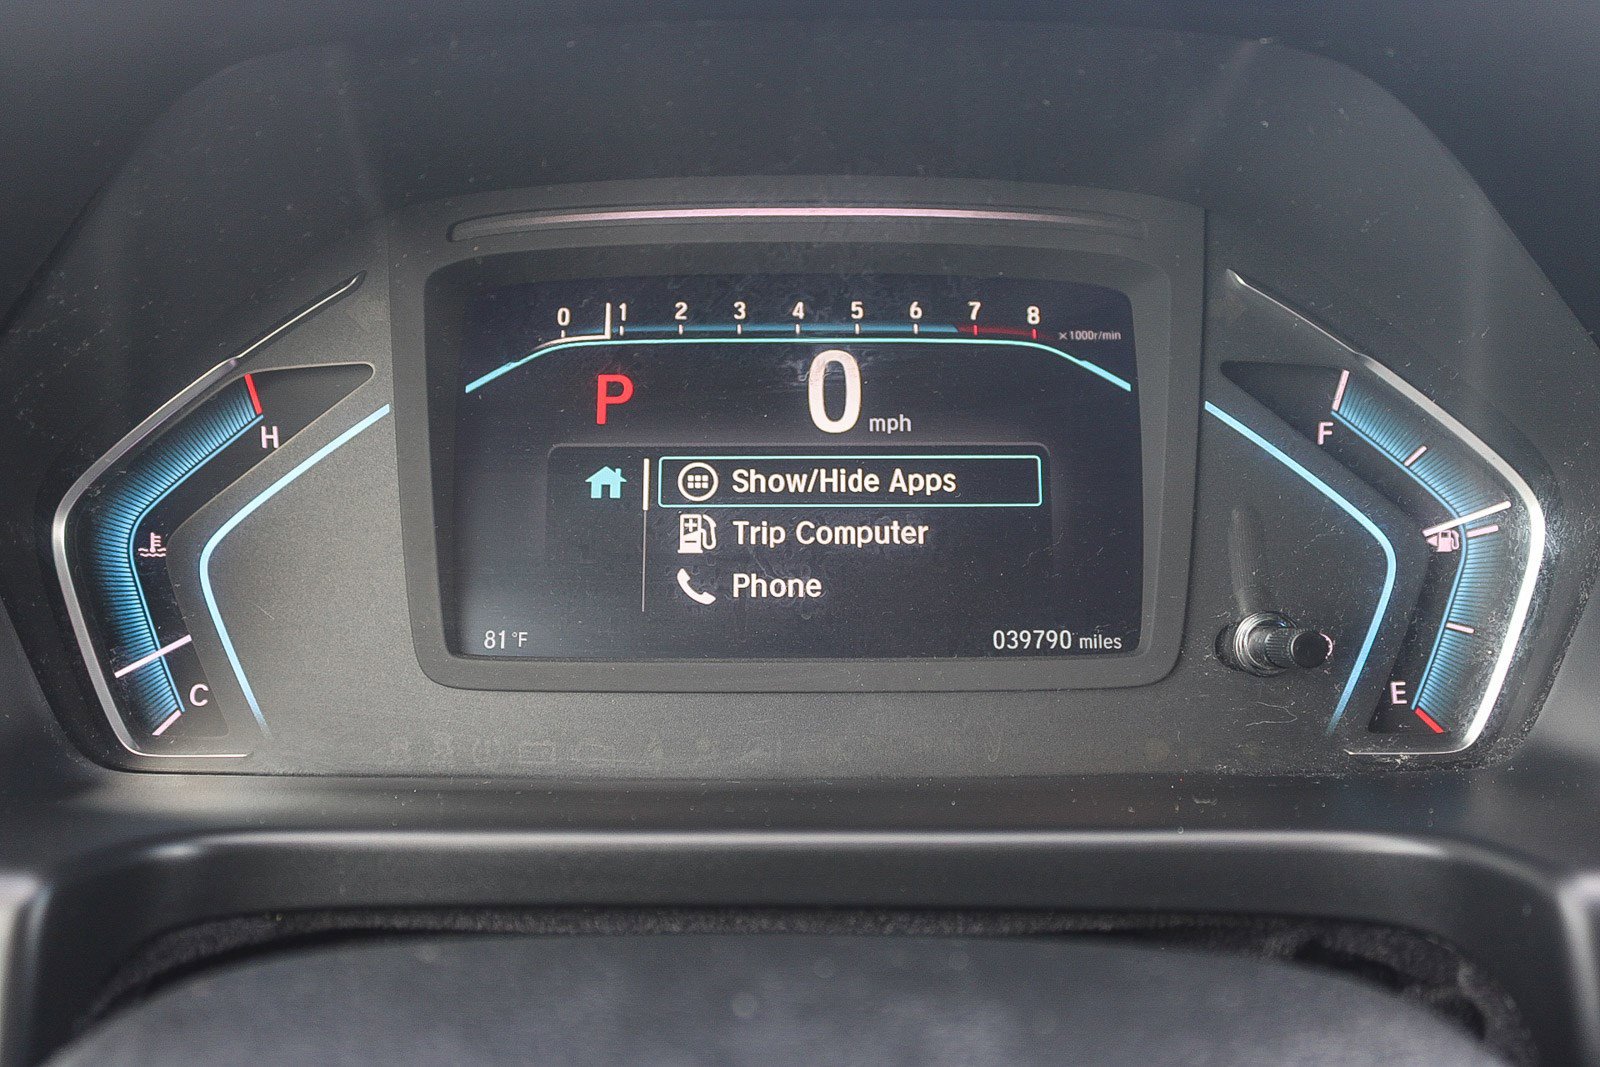 0 1 2 3 4 5 6 7 8
×1000r/min
P 0 mph
H
F
Show/Hide Apps
Trip Computer
Phone
C
E
81°F
039790 miles